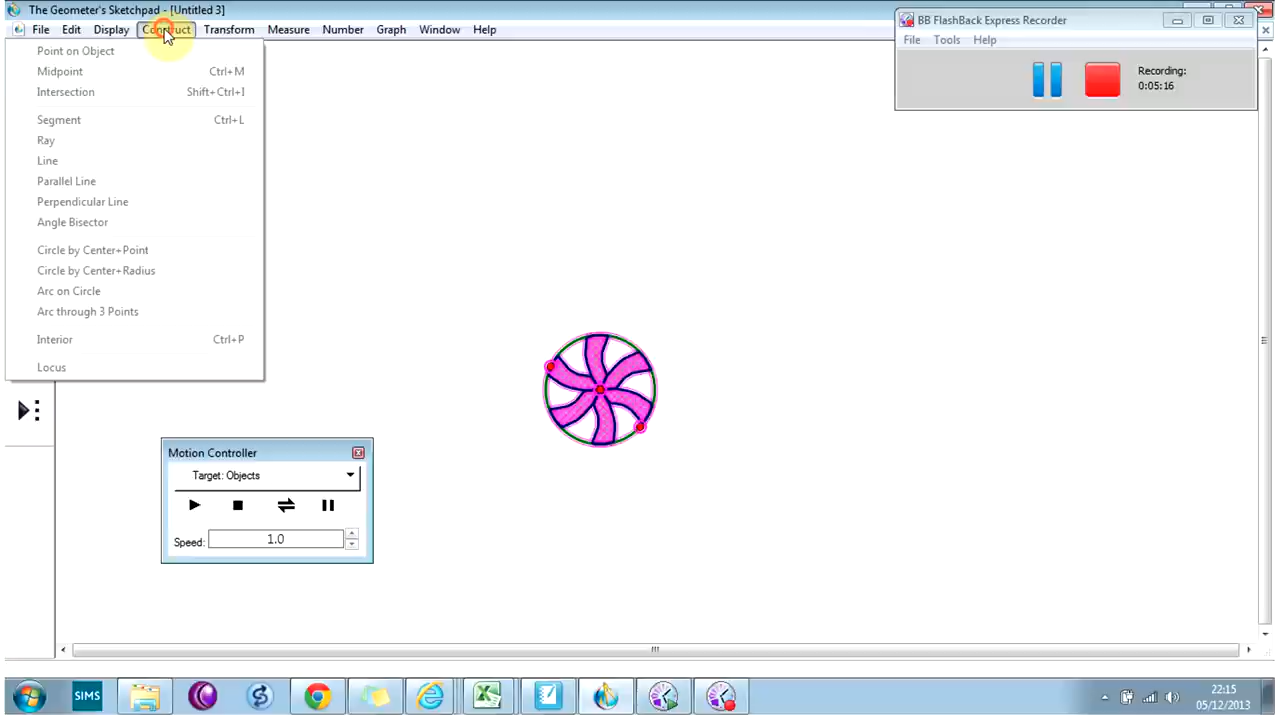 The Geometer's Sketchpad - [Untitled 3]
File Edit Display Construct Transform Measure Number Graph Window Help
Point on Object
Midpoint Ctrl+M
Intersection Shift+Ctrl+I
Segment Ctrl+L
Ray
Line
Parallel Line
Perpendicular Line
Angle Bisector
Circle by Center+Point
Circle by Center+Radius
Arc on Circle
Arc through 3 Points
Interior Ctrl+P
Locus
BB FlashBack Express Recorder
File Tools Help
Recording:
0:05:16
Motion Controller
Target: Objects
Speed: 1.0
SIMS
22:15
05/12/2013